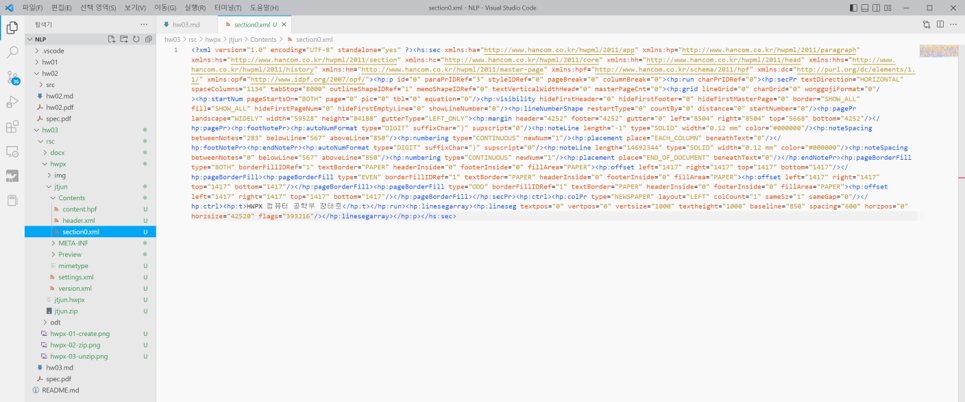 파일(F) 편집(E) 선택 영역(S) 보기(V) 이동(G) 실행(R) 터미널(T) 도움말(H)
section0.xml - NLP - Visual Studio Code
탐색기
hw03.md
section0.xml U
NLP
hw03 > rsc > hwpx > jtjun > Contents > section0.xml
.vscode
hw01
hw02
src
hw02.md
hw02.pdf
spec.pdf
hw03
rsc
docx
hwpx
img
jtjun
Contents
content.hpf U
header.xml U
section0.xml U
META-INF
Preview
mimetype U
settings.xml U
version.xml U
jtjun.hwpx U
jtjun.zip U
odt
hwpx-01-create.png U
hwpx-02-zip.png U
hwpx-03-unzip.png U
hw03.md
spec.pdf
README.md
1 <?xml version="1.0" encoding="UTF-8" standalone="yes" ?><hs:sec xmlns:ha="http://www.hancom.co.kr/hwpml/2011/app" xmlns:hp="http://www.hancom.co.kr/hwpml/2011/paragraph"
xmlns:hs="http://www.hancom.co.kr/hwpml/2011/section" xmlns:hc="http://www.hancom.co.kr/hwpml/2011/core" xmlns:hh="http://www.hancom.co.kr/hwpml/2011/head" xmlns:hhs="http://www.
hancom.co.kr/hwpml/2011/history" xmlns:hm="http://www.hancom.co.kr/hwpml/2011/master-page" xmlns:hpf="http://www.hancom.co.kr/schema/2011/hpf" xmlns:dc="http://purl.org/dc/elements/1.
1/" xmlns:opf="http://www.idpf.org/2007/opf/"><hp:p id="0" paraPrIDRef="3" styleIDRef="0" pageBreak="0" columnBreak="0"><hp:run charPrIDRef="0"><hp:secPr textDirection="HORIZONTAL"
spaceColumns="1134" tabStop="8000" outlineShapeIDRef="1" memoShapeIDRef="0" textVerticalWidthHead="0" masterPageCnt="0"><hp:grid lineGrid="0" charGrid="0" wonggojiFormat="0"/
><hp:startNum pageStartsOn="BOTH" page="0" pic="0" tbl="0" equation="0"/><hp:visibility hideFirstHeader="0" hideFirstFooter="0" hideFirstMasterPage="0" border="SHOW_ALL"
fill="SHOW_ALL" hideFirstPageNum="0" hideFirstEmptyLine="0" showLineNumber="0"/><hp:lineNumberShape restartType="0" countBy="0" distance="0" startNumber="0"/><hp:pagePr
landscape="WIDELY" width="59528" height="84188" gutterType="LEFT_ONLY"><hp:margin header="4252" footer="4252" gutter="0" left="8504" right="8504" top="5668" bottom="4252"/></
hp:pagePr><hp:footNotePr><hp:autoNumFormat type="DIGIT" suffixChar=")" supscript="0"/><hp:noteLine length="-1" type="SOLID" width="0.12 mm" color="#000000"/><hp:noteSpacing
betweenNotes="283" belowLine="567" aboveLine="850"/><hp:numbering type="CONTINUOUS" newNum="1"/><hp:placement place="EACH_COLUMN" beneathText="0"/></
hp:footNotePr><hp:endNotePr><hp:autoNumFormat type="DIGIT" suffixChar=")" supscript="0"/><hp:noteLine length="14692344" type="SOLID" width="0.12 mm" color="#000000"/><hp:noteSpacing
betweenNotes="0" belowLine="567" aboveLine="850"/><hp:numbering type="CONTINUOUS" newNum="1"/><hp:placement place="END_OF_DOCUMENT" beneathText="0"/></hp:endNotePr><hp:pageBorderFill
type="BOTH" borderFillIDRef="1" textBorder="PAPER" headerInside="0" footerInside="0" fillArea="PAPER"><hp:offset left="1417" right="1417" top="1417" bottom="1417"/></
hp:pageBorderFill><hp:pageBorderFill type="EVEN" borderFillIDRef="1" textBorder="PAPER" headerInside="0" footerInside="0" fillArea="PAPER"><hp:offset left="1417" right="1417"
top="1417" bottom="1417"/></hp:pageBorderFill><hp:pageBorderFill type="ODD" borderFillIDRef="1" textBorder="PAPER" headerInside="0" footerInside="0" fillArea="PAPER"><hp:offset
left="1417" right="1417" top="1417" bottom="1417"/></hp:pageBorderFill></hp:secPr><hp:ctrl><hp:colPr type="NEWSPAPER" layout="LEFT" colCount="1" sameSz="1" sameGap="0"/></
hp:ctrl><hp:t>HWPX 컴퓨터 공학부 장태준</hp:t></hp:run><hp:linesegarray><hp:lineseg textpos="0" vertpos="0" vertsize="1000" textheight="1000" baseline="850" spacing="600" horzpos="0"
horzsize="42520" flags="393216"/></hp:linesegarray></hp:p></hs:sec>